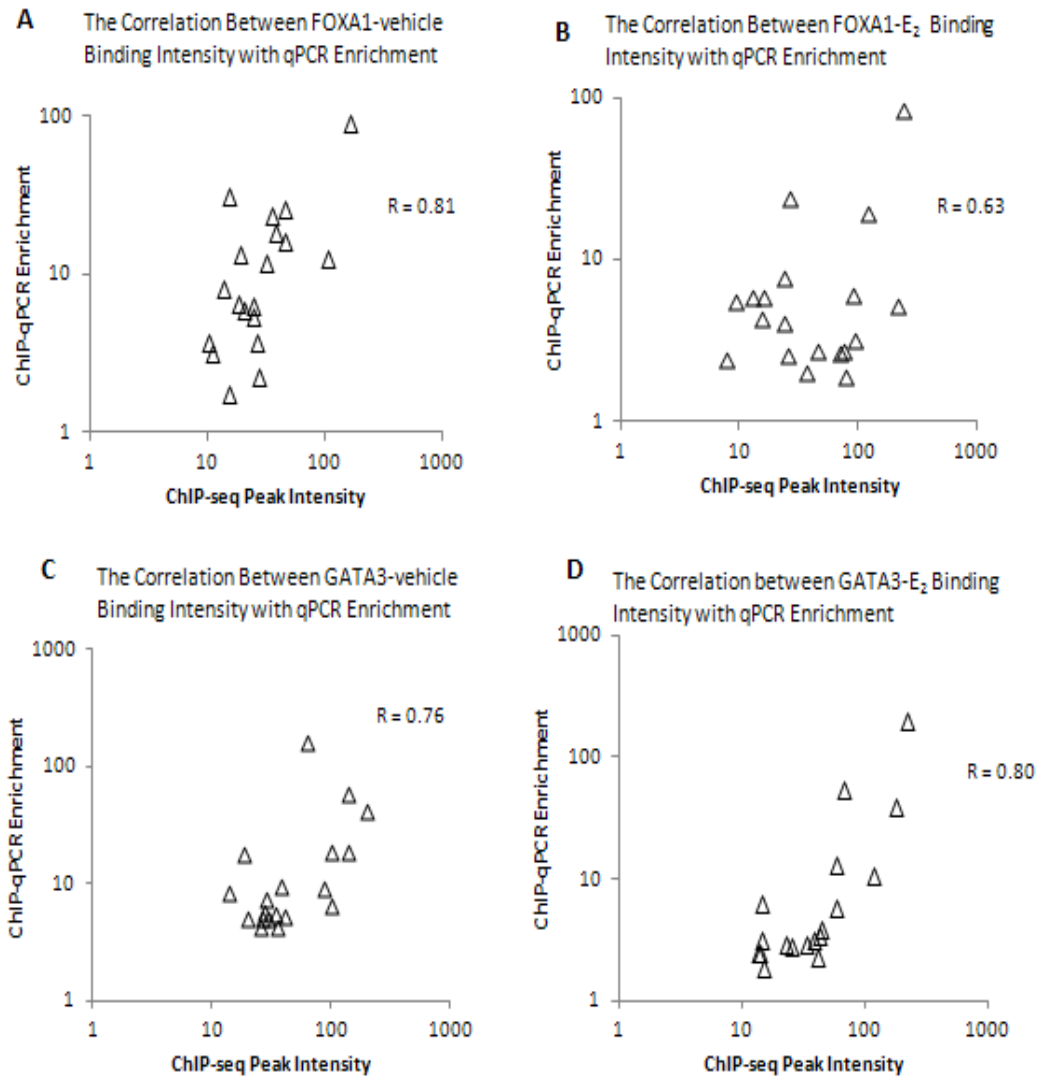 A
The Correlation Between FOXA1-vehicle
Binding Intensity with qPCR Enrichment
ChIP-qPCR Enrichment
100
10
1
R = 0.81
1 10 100 1000
ChIP-seq Peak Intensity
B
The Correlation Between FOXA1-E₂ Binding
Intensity with qPCR Enrichment
ChIP-qPCR Enrichment
100
10
1
R = 0.63
1 10 100 1000
ChIP-seq Peak Intensity
C
The Correlation Between GATA3-vehicle
Binding Intensity with qPCR Enrichment
ChIP-qPCR Enrichment
1000
100
10
1
R = 0.76
1 10 100 1000
ChIP-seq Peak Intensity
D
The Correlation between GATA3-E₂ Binding
Intensity with qPCR Enrichment
ChIP-qPCR Enrichment
1000
100
10
1
R = 0.80
1 10 100 1000
ChIP-seq Peak Intensity